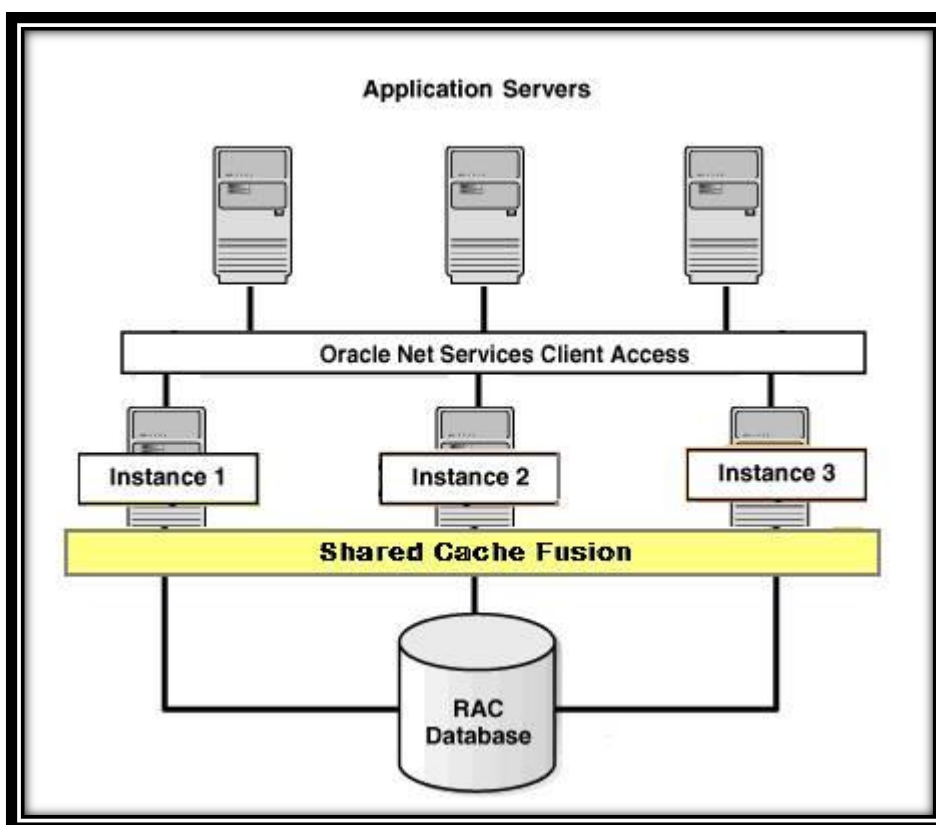 Application Servers
Oracle Net Services Client Access
Instance 1
Instance 2
Instance 3
Shared Cache Fusion
RAC
Database